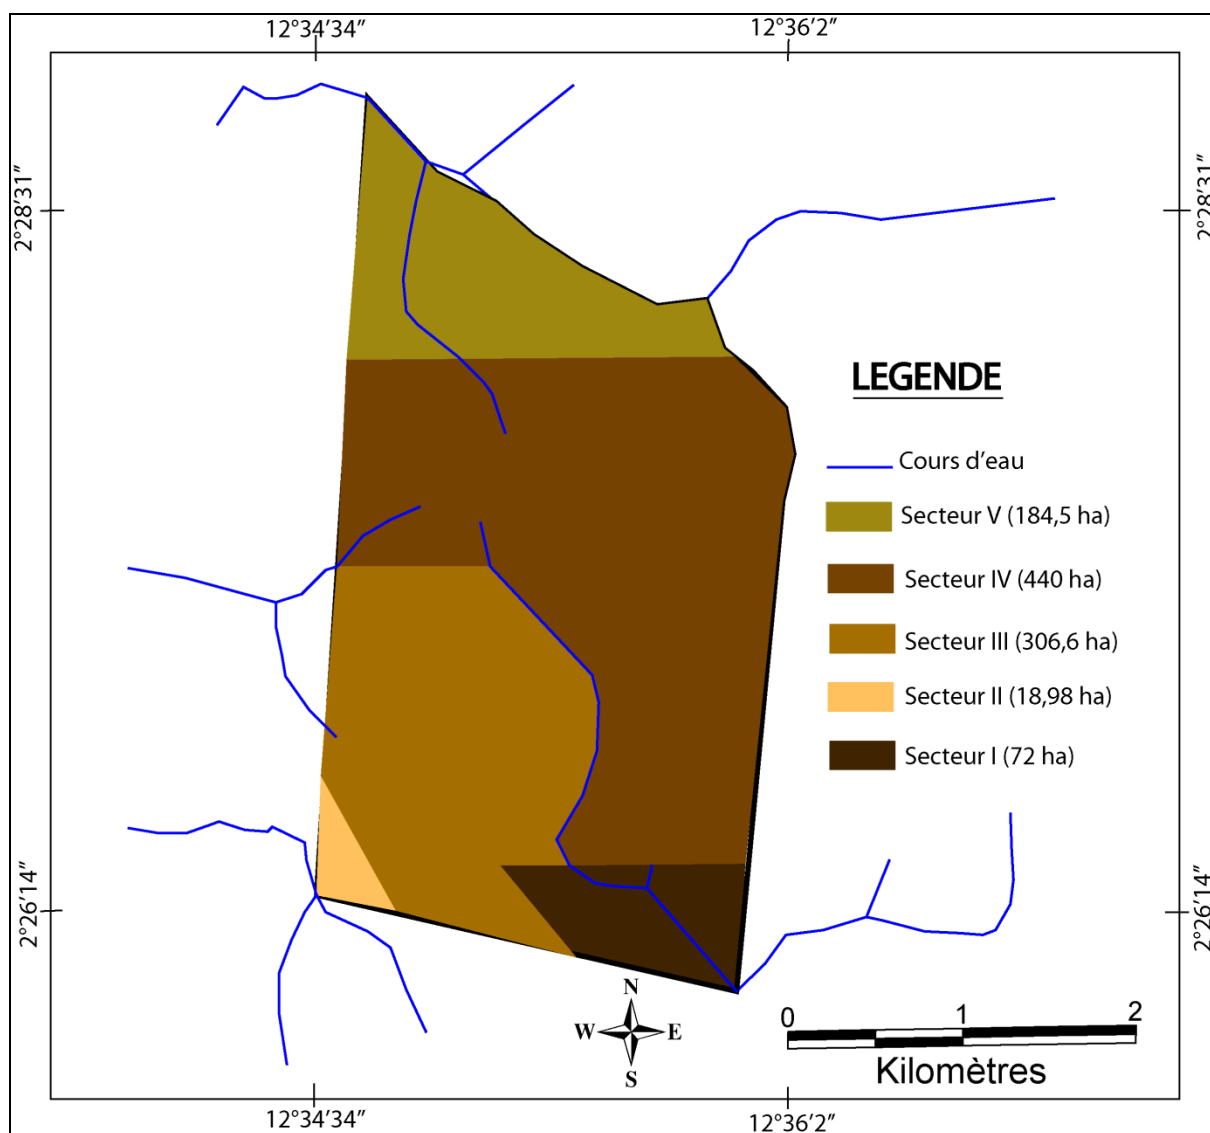 12°34′34″ 12°36′2″
2°28′31″ 2°28′31″
LEGENDE
Cours d’eau
Secteur V (184,5 ha)
Secteur IV (440 ha)
Secteur III (306,6 ha)
Secteur II (18,98 ha)
Secteur I (72 ha)
2°26′14″ 2°26′14″
N
W E
S
0 1 2
Kilomètres
12°34′34″ 12°36′2″